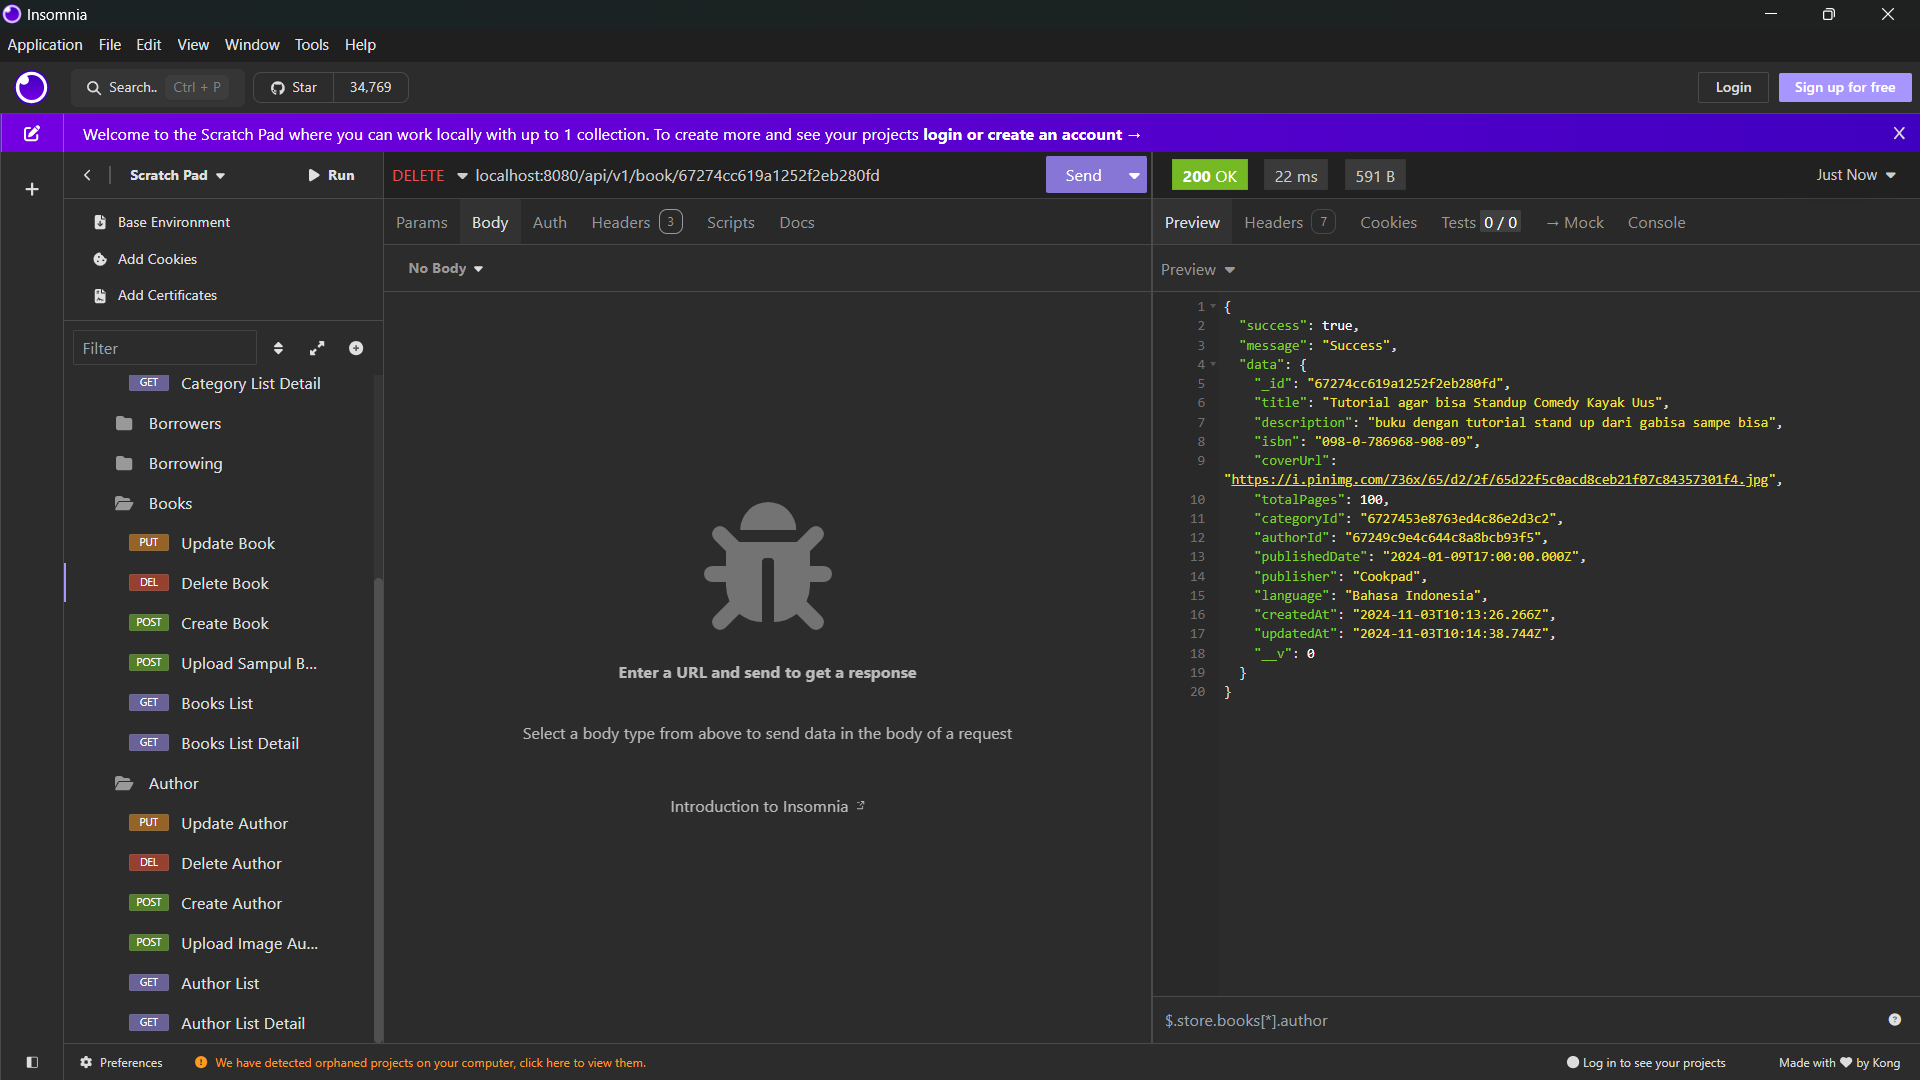 Insomnia
Application File Edit View Window Tools Help
Search.. Ctrl + P Star 34,769 Login Sign up for free
Welcome to the Scratch Pad where you can work locally with up to 1 collection. To create more and see your projects login or create an account → X
Scratch Pad Run DELETE localhost:8080/api/v1/book/67274cc619a1252f2eb280fd Send 200 OK 22 ms 591 B Just Now
Base Environment
Add Cookies
Add Certificates
Filter
GET Category List Detail
Borrowers
Borrowing
Books
PUT Update Book
DEL Delete Book
POST Create Book
POST Upload Sampul B...
GET Books List
GET Books List Detail
Author
PUT Update Author
DEL Delete Author
POST Create Author
POST Upload Image Au...
GET Author List
GET Author List Detail
Params Body Auth Headers 3 Scripts Docs
No Body
Enter a URL and send to get a response
Select a body type from above to send data in the body of a request
Introduction to Insomnia
Preview Headers 7 Cookies Tests 0 / 0 → Mock Console
Preview
1 {
2 "success": true,
3 "message": "Success",
4 "data": {
5 "_id": "67274cc619a1252f2eb280fd",
6 "title": "Tutorial agar bisa Standup Comedy Kayak Uus",
7 "description": "buku dengan tutorial stand up dari gabisa sampe bisa",
8 "isbn": "098-0-786968-908-09",
9 "coverUrl":
"https://i.pinimg.com/736x/65/d2/2f/65d22f5c0acd8ceb21f07c84357301f4.jpg",
10 "totalPages": 100,
11 "categoryId": "6727453e8763ed4c86e2d3c2",
12 "authorId": "67249c9e4c644c8a8bcb93f5",
13 "publishedDate": "2024-01-09T17:00:00.000Z",
14 "publisher": "Cookpad",
15 "language": "Bahasa Indonesia",
16 "createdAt": "2024-11-03T10:13:26.266Z",
17 "updatedAt": "2024-11-03T10:14:38.744Z",
18 "__v": 0
19 }
20 }
$.store.books[*].author
Preferences We have detected orphaned projects on your computer, click here to view them. Log in to see your projects Made with ♥ by Kong